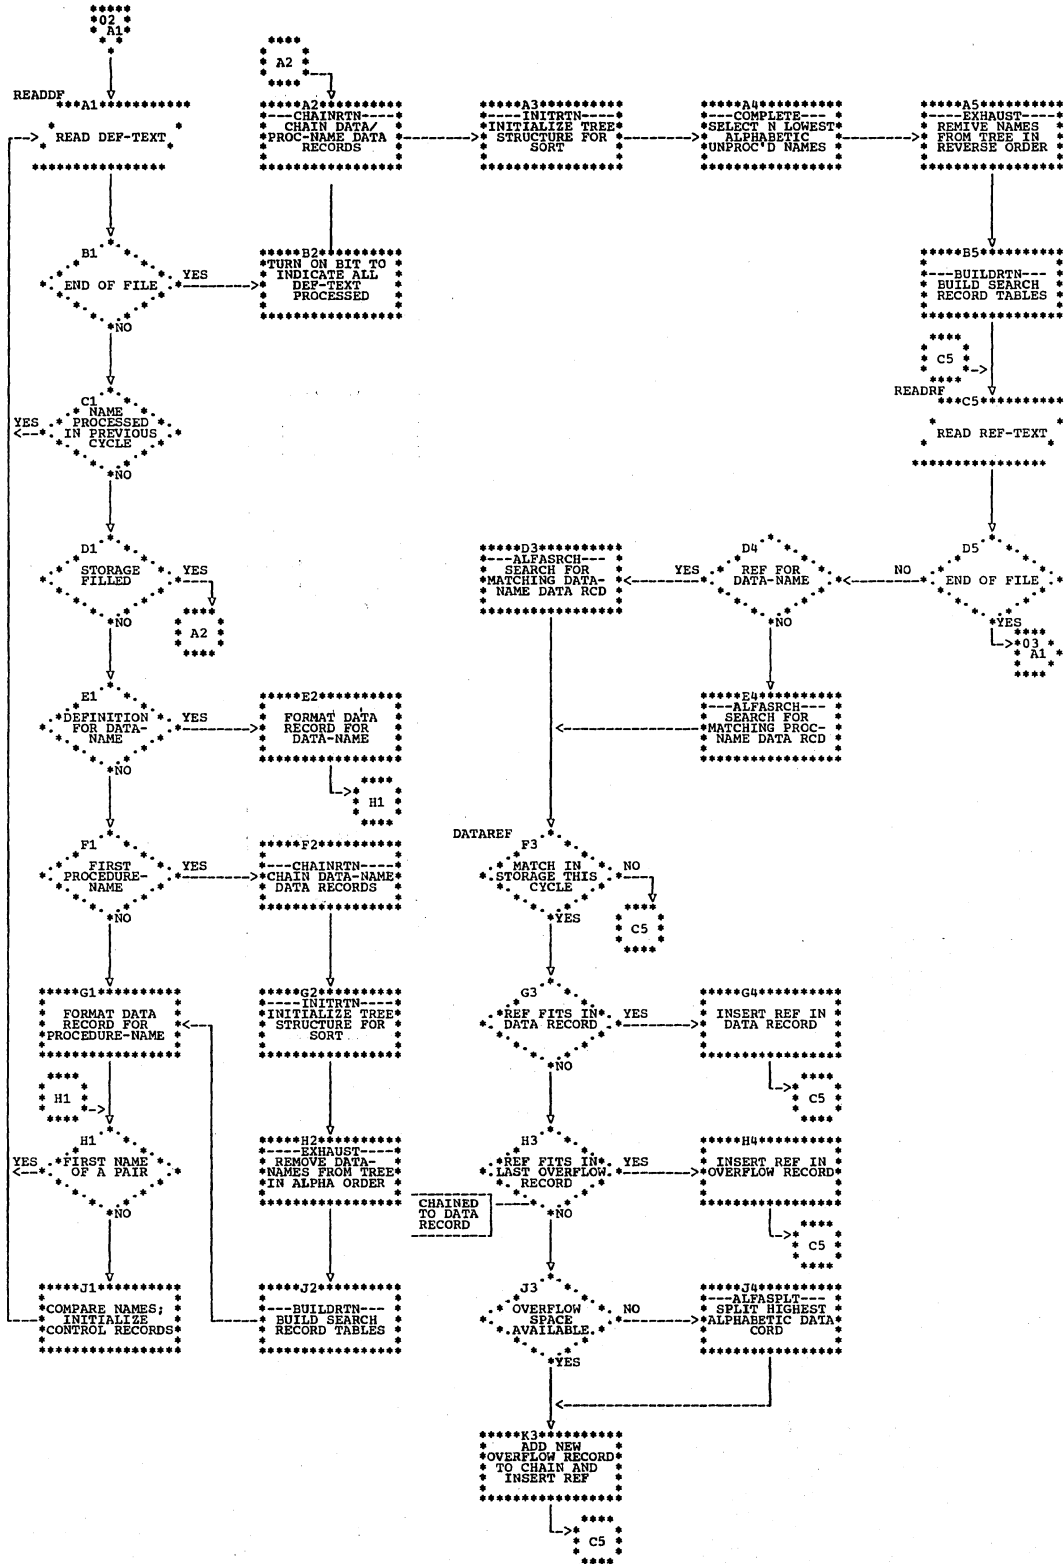 02
A1
A2
READDF
A1
READ DEF-TEXT
A2
CHAINRTN
CHAIN DATA/
PROC-NAME DATA
RECORDS
A3
INITRTN
INITIALIZE TREE
STRUCTURE FOR
SORT
A4
COMPLETE
SELECT N LOWEST
ALPHABETIC
UNPROC'D NAMES
A5
EXHAUST
REMIVE NAMES
FROM TREE IN
REVERSE ORDER
B1
END OF FILE
YES
NO
B2
TURN ON BIT TO
INDICATE ALL
DEF-TEXT
PROCESSED
B5
BUILDRTN
BUILD SEARCH
RECORD TABLES
C5
C1
NAME
PROCESSED
IN PREVIOUS
CYCLE
YES
NO
READRF
C5
READ REF-TEXT
D1
STORAGE
FILLED
YES
NO
A2
D3
ALFASRCH
SEARCH FOR
MATCHING DATA-
NAME DATA RCD
D4
REF FOR
DATA-NAME
YES
NO
D5
END OF FILE
NO
YES
03
A1
E1
DEFINITION
FOR DATA-
NAME
YES
NO
E2
FORMAT DATA
RECORD FOR
DATA-NAME
H1
E4
ALFASRCH
SEARCH FOR
MATCHING PROC-
NAME DATA RCD
F1
FIRST
PROCEDURE-
NAME
YES
NO
F2
CHAINRTN
CHAIN DATA-NAME
DATA RECORDS
DATAREF
F3
MATCH IN
STORAGE THIS
CYCLE
NO
YES
C5
G1
FORMAT DATA
RECORD FOR
PROCEDURE-NAME
G2
INITRTN
INITIALIZE TREE
STRUCTURE FOR
SORT
G3
REF FITS IN
DATA RECORD
YES
NO
G4
INSERT REF IN
DATA RECORD
C5
H1
H1
FIRST NAME
OF A PAIR
YES
NO
H2
EXHAUST
REMOVE DATA-
NAMES FROM TREE
IN ALPHA ORDER
H3
REF FITS IN
LAST OVERFLOW
RECORD
YES
NO
CHAINED
TO DATA
RECORD
H4
INSERT REF IN
OVERFLOW RECORD
C5
J1
COMPARE NAMES;
INITIALIZE
CONTROL RECORDS
J2
BUILDRTN
BUILD SEARCH
RECORD TABLES
J3
OVERFLOW
SPACE
AVAILABLE
NO
YES
J4
ALFASPLT
SPLIT HIGHEST
ALPHABETIC DATA
CORD
K3
ADD NEW
OVERFLOW RECORD
TO CHAIN AND
INSERT REF
C5